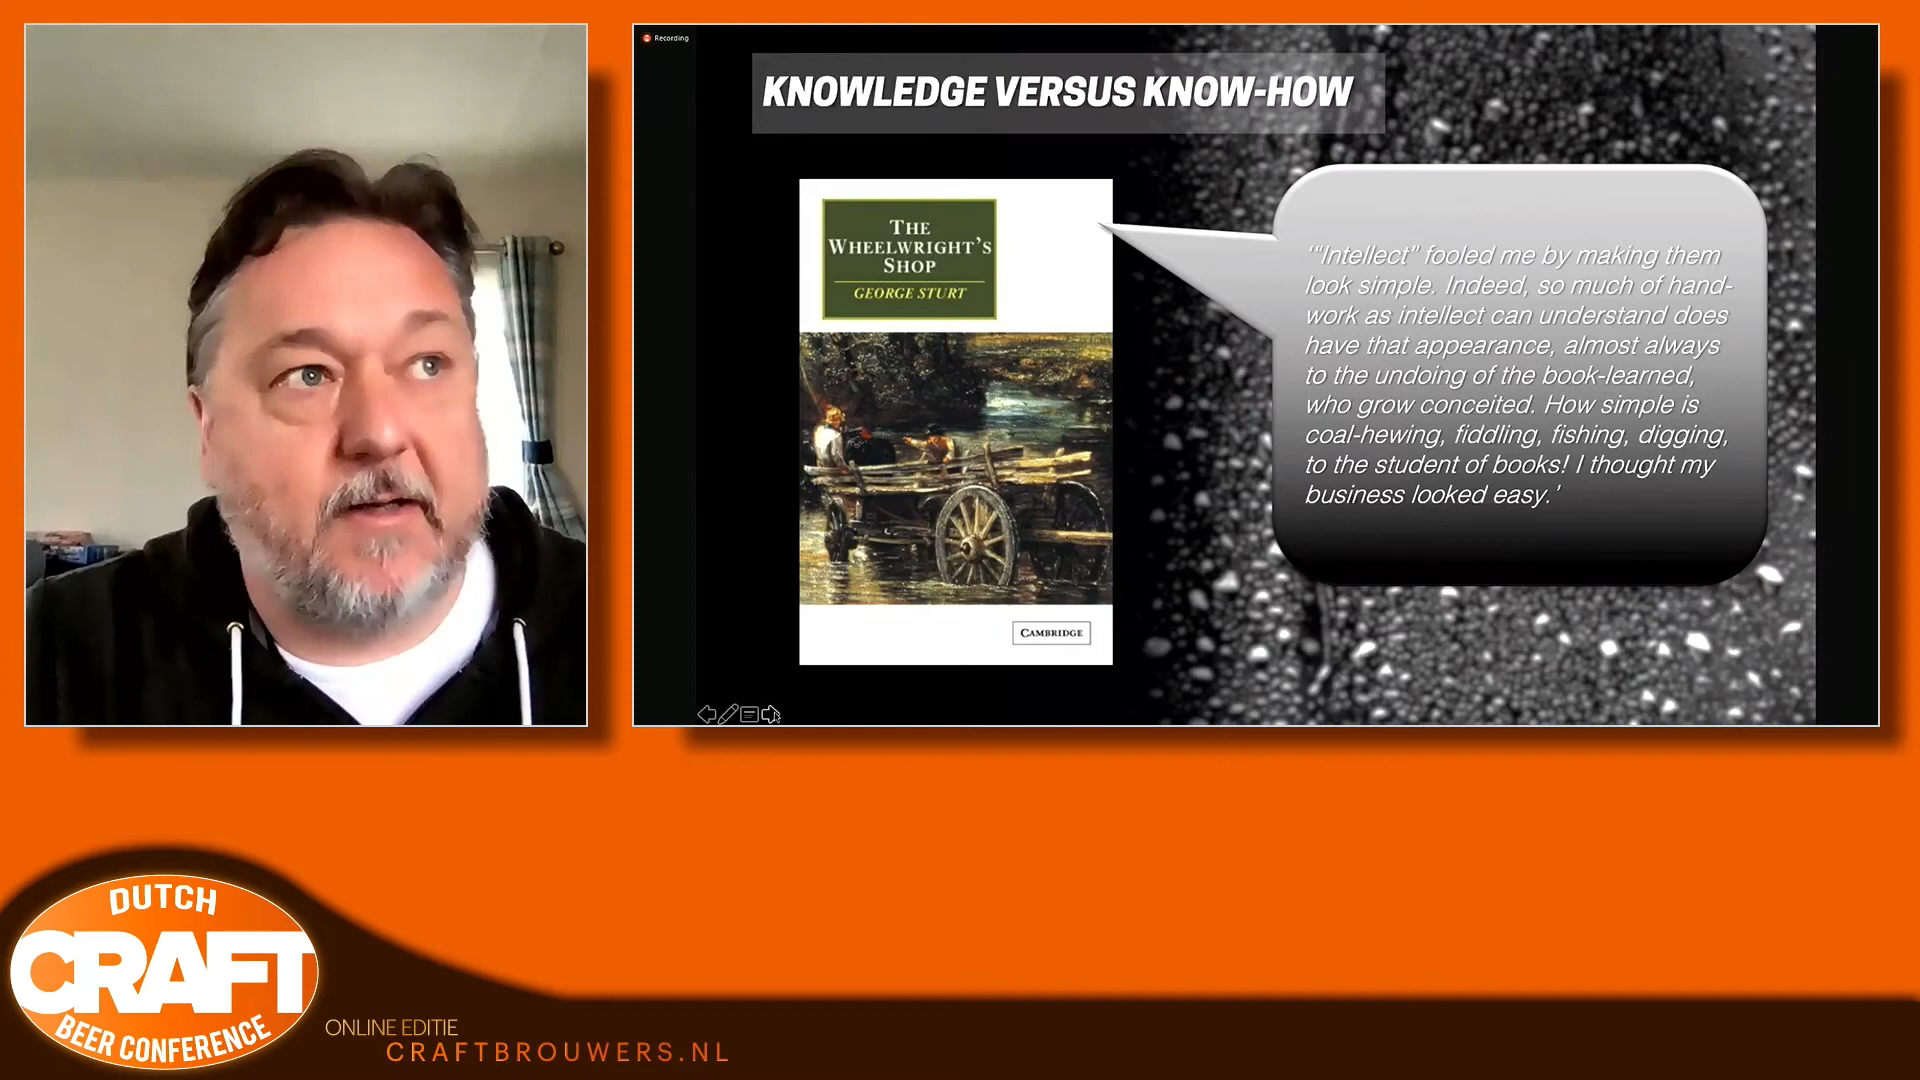 Recording
KNOWLEDGE VERSUS KNOW-HOW
THE
WHEELWRIGHT'S
SHOP
GEORGE STURT
CAMBRIDGE
‘“Intellect” fooled me by making them
look simple. Indeed, so much of hand-
work as intellect can understand does
have that appearance, almost always
to the undoing of the book-learned,
who grow conceited. How simple is
coal-hewing, fiddling, fishing, digging,
to the student of books! I thought my
business looked easy.’
DUTCH
CRAFT
BEER CONFERENCE
ONLINE EDITIE
CRAFTBROUWERS.NL